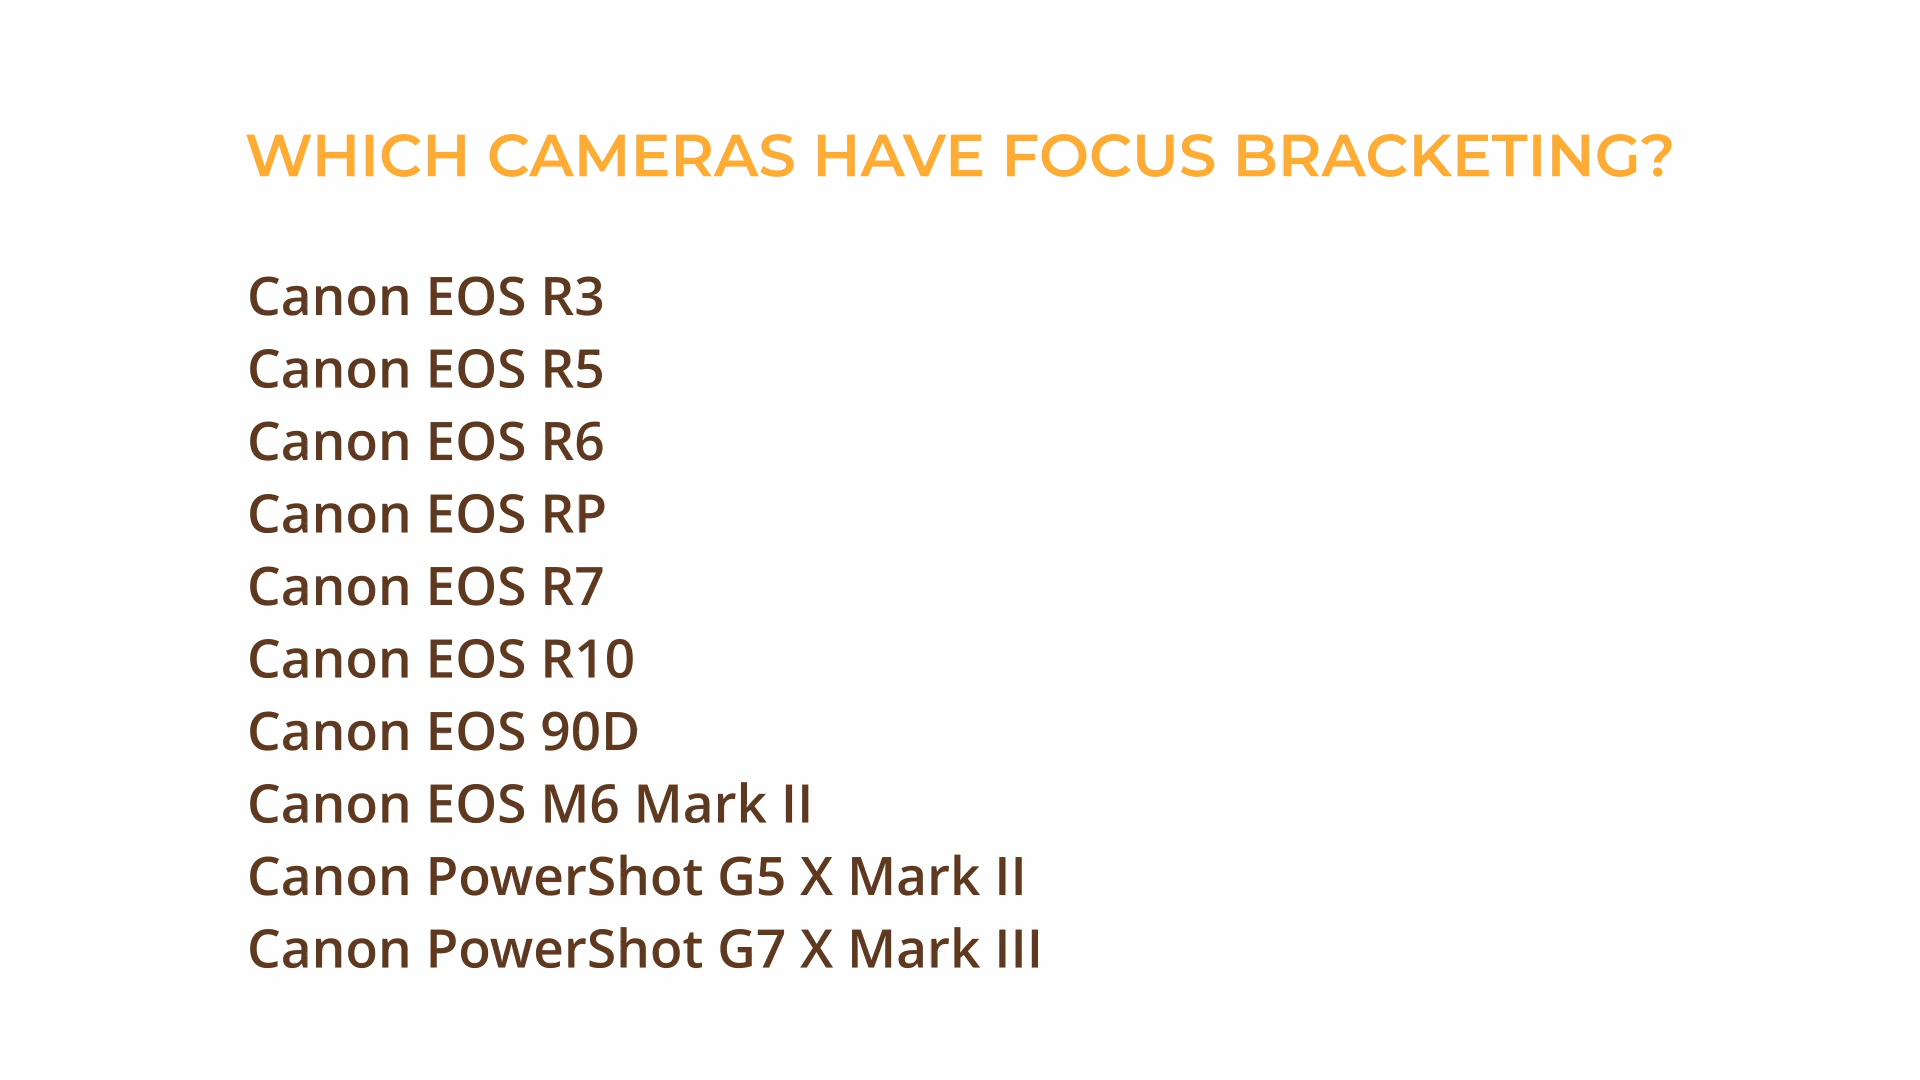 WHICH CAMERAS HAVE FOCUS BRACKETING?
Canon EOS R3
Canon EOS R5
Canon EOS R6
Canon EOS RP
Canon EOS R7
Canon EOS R10
Canon EOS 90D
Canon EOS M6 Mark II
Canon PowerShot G5 X Mark II
Canon PowerShot G7 X Mark III